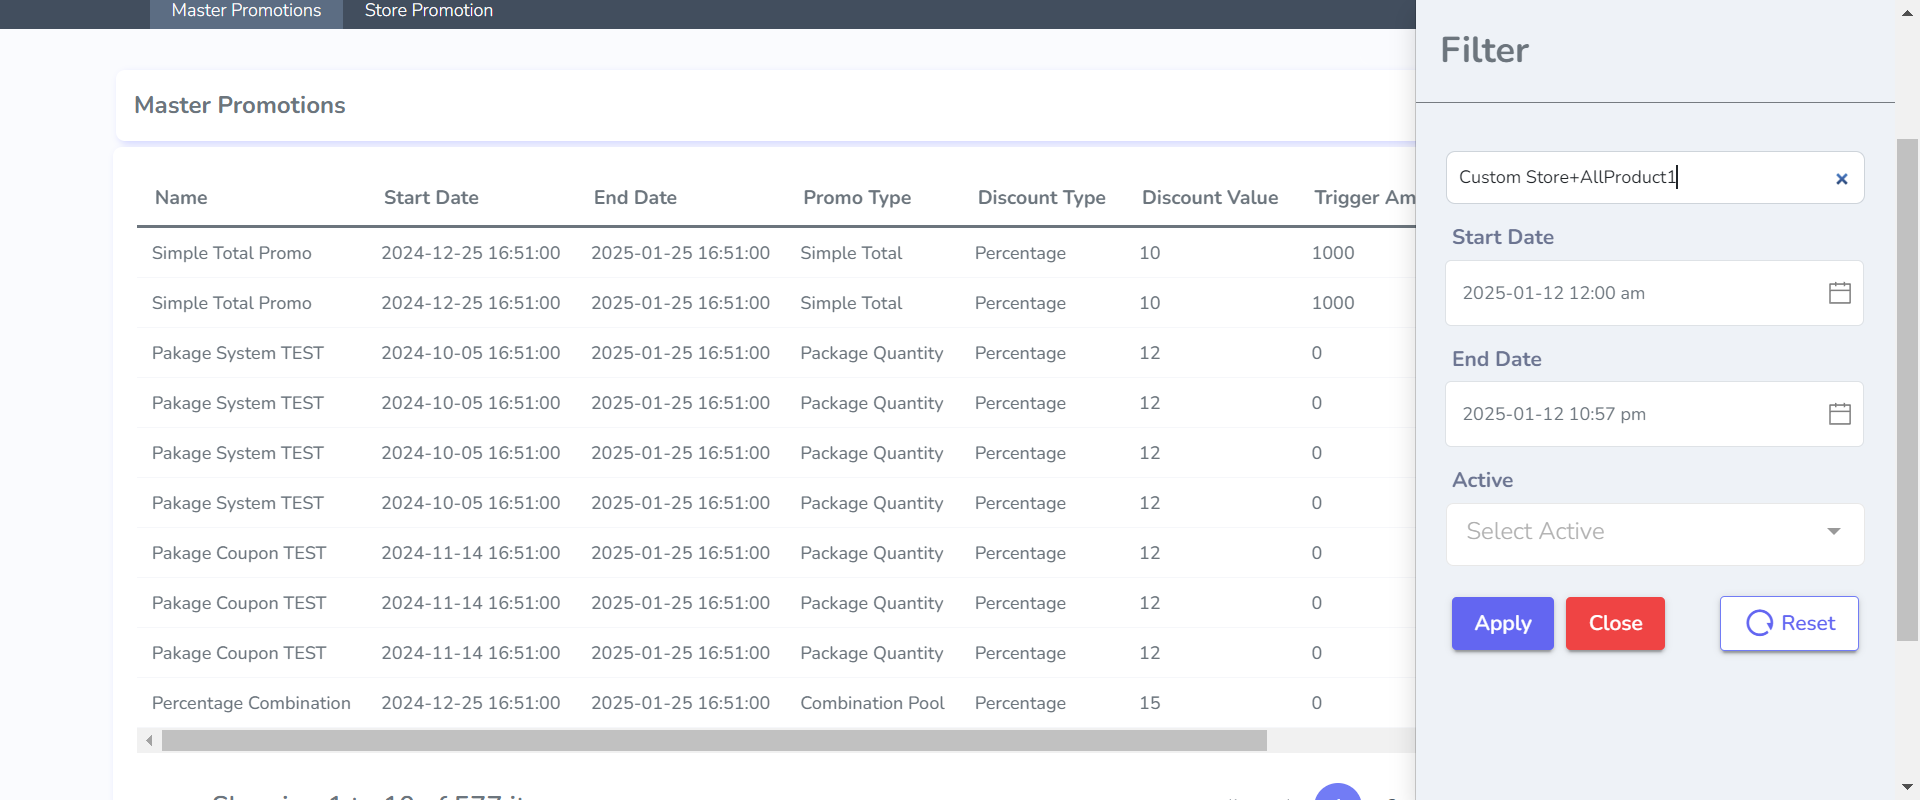 Master Promotions
Store Promotion
Master Promotions
Name Start Date End Date Promo Type Discount Type Discount Value Trigger Am
Simple Total Promo 2024-12-25 16:51:00 2025-01-25 16:51:00 Simple Total Percentage 10 1000
Simple Total Promo 2024-12-25 16:51:00 2025-01-25 16:51:00 Simple Total Percentage 10 1000
Pakage System TEST 2024-10-05 16:51:00 2025-01-25 16:51:00 Package Quantity Percentage 12 0
Pakage System TEST 2024-10-05 16:51:00 2025-01-25 16:51:00 Package Quantity Percentage 12 0
Pakage System TEST 2024-10-05 16:51:00 2025-01-25 16:51:00 Package Quantity Percentage 12 0
Pakage System TEST 2024-10-05 16:51:00 2025-01-25 16:51:00 Package Quantity Percentage 12 0
Pakage Coupon TEST 2024-11-14 16:51:00 2025-01-25 16:51:00 Package Quantity Percentage 12 0
Pakage Coupon TEST 2024-11-14 16:51:00 2025-01-25 16:51:00 Package Quantity Percentage 12 0
Pakage Coupon TEST 2024-11-14 16:51:00 2025-01-25 16:51:00 Package Quantity Percentage 12 0
Percentage Combination 2024-12-25 16:51:00 2025-01-25 16:51:00 Combination Pool Percentage 15 0
Filter
Custom Store+AllProduct1
Start Date
2025-01-12 12:00 am
End Date
2025-01-12 10:57 pm
Active
Select Active
Apply
Close
Reset